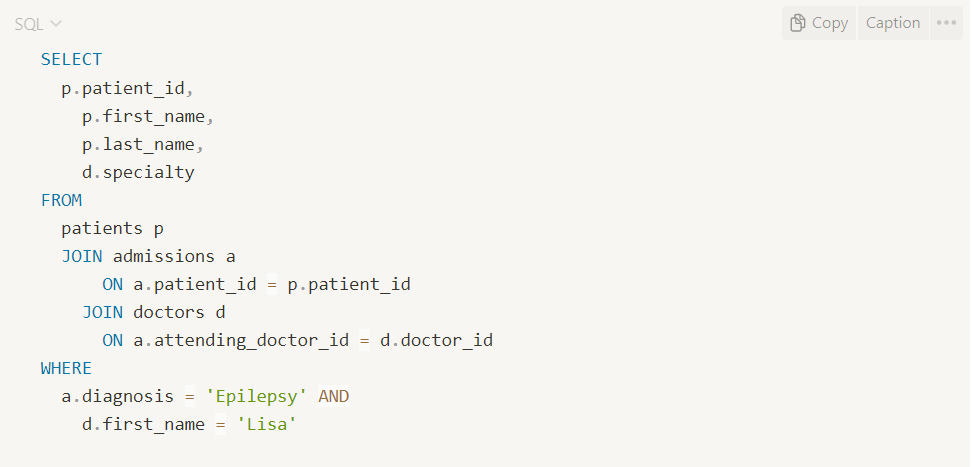 SQL
Copy
Caption
•••
SELECT
p.patient_id,
p.first_name,
p.last_name,
d.specialty
FROM
patients p
JOIN admissions a
ON a.patient_id = p.patient_id
JOIN doctors d
ON a.attending_doctor_id = d.doctor_id
WHERE
a.diagnosis = 'Epilepsy' AND
d.first_name = 'Lisa'